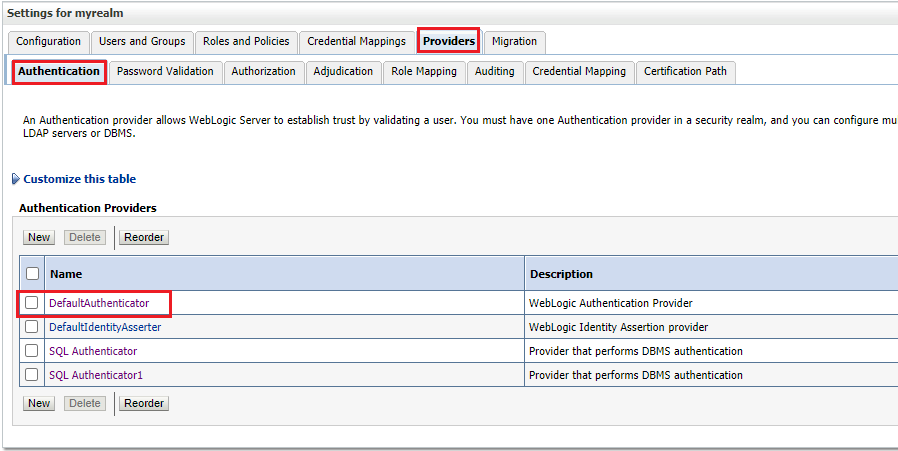 Settings for myrealm
Configuration Users and Groups Roles and Policies Credential Mappings Providers Migration
Authentication Password Validation Authorization Adjudication Role Mapping Auditing Credential Mapping Certification Path
An Authentication provider allows WebLogic Server to establish trust by validating a user. You must have one Authentication provider in a security realm, and you can configure mu
LDAP servers or DBMS.
Customize this table
Authentication Providers
New Delete Reorder
Name Description
DefaultAuthenticator WebLogic Authentication Provider
DefaultIdentityAsserter WebLogic Identity Assertion provider
SQL Authenticator Provider that performs DBMS authentication
SQL Authenticator1 Provider that performs DBMS authentication
New Delete Reorder